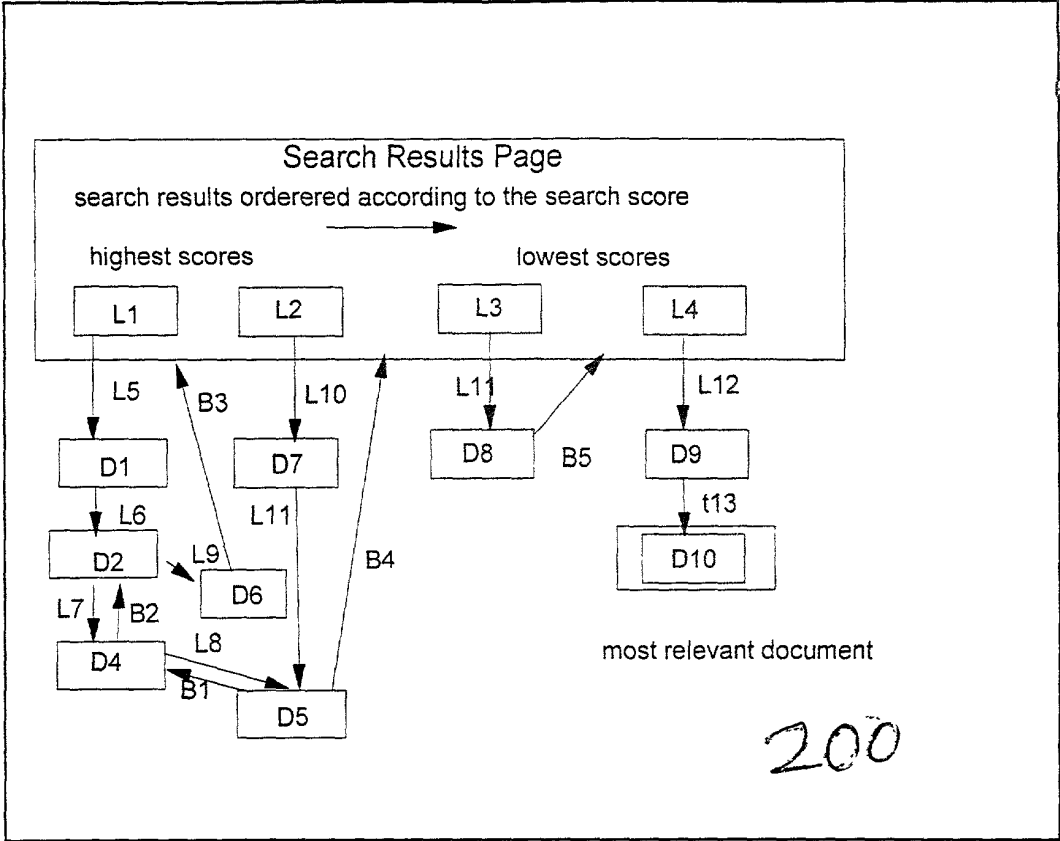 Search Results Page
search results orderered according to the search score
highest scores
lowest scores
L1
L2
L3
L4
L5
B3
L10
L11
B5
L12
D1
D7
D8
D9
L6
L11
t13
D2
L9
D6
B4
D10
L7
B2
D4
L8
B1
D5
most relevant document
200